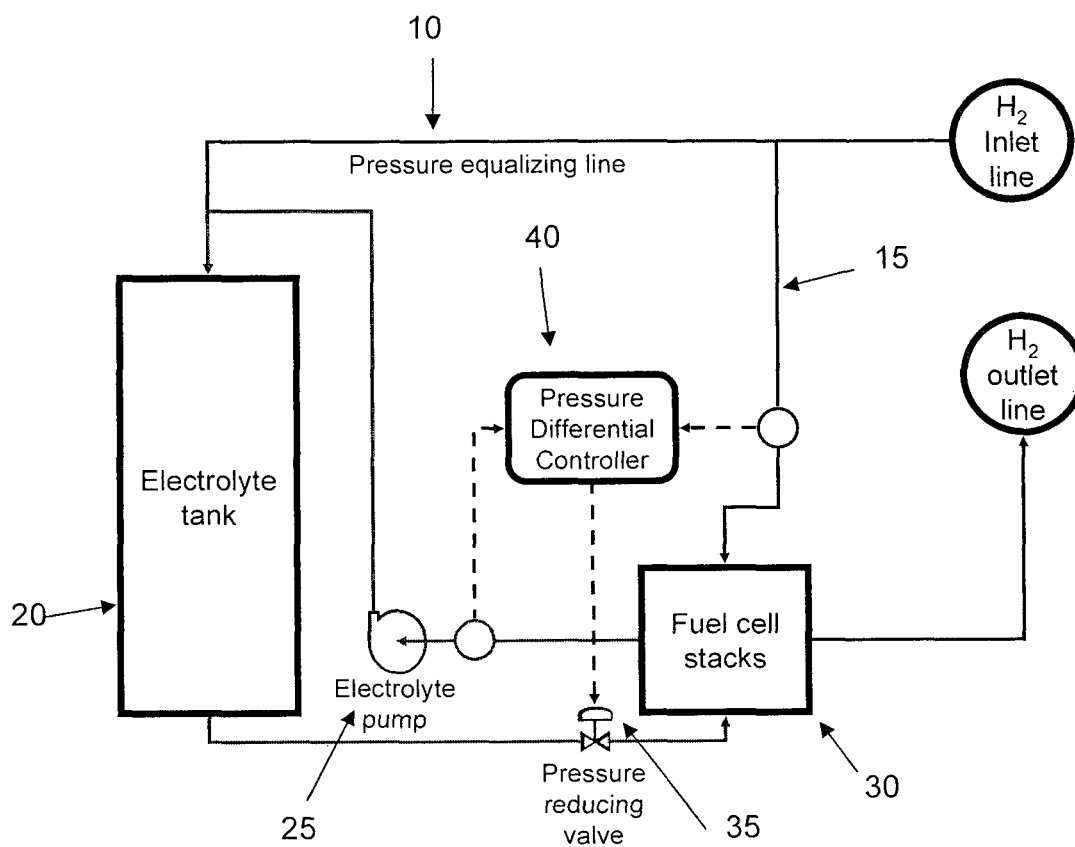 10
H₂
Inlet
line
Pressure equalizing line
40
15
H₂
outlet
line
Pressure
Differential
Controller
Electrolyte
tank
20
Fuel cell
stacks
Electrolyte
pump
25
Pressure
reducing
valve
35
30